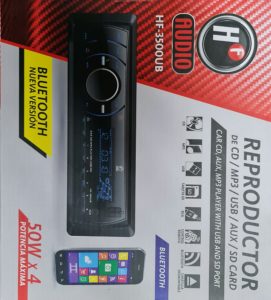 REPRODUCTOR
DE CD / MP3 / USB / AUX / SD CARD
CAR CD, AUX, MP3 PLAYER WITH USB AND SD PORT
HF
AUDIO
HF-3500UB
USB
BLUETOOTH
BLUETOOTH
NUEVA VERSIÓN
50W x 4
POTENCIA MÁXIMA